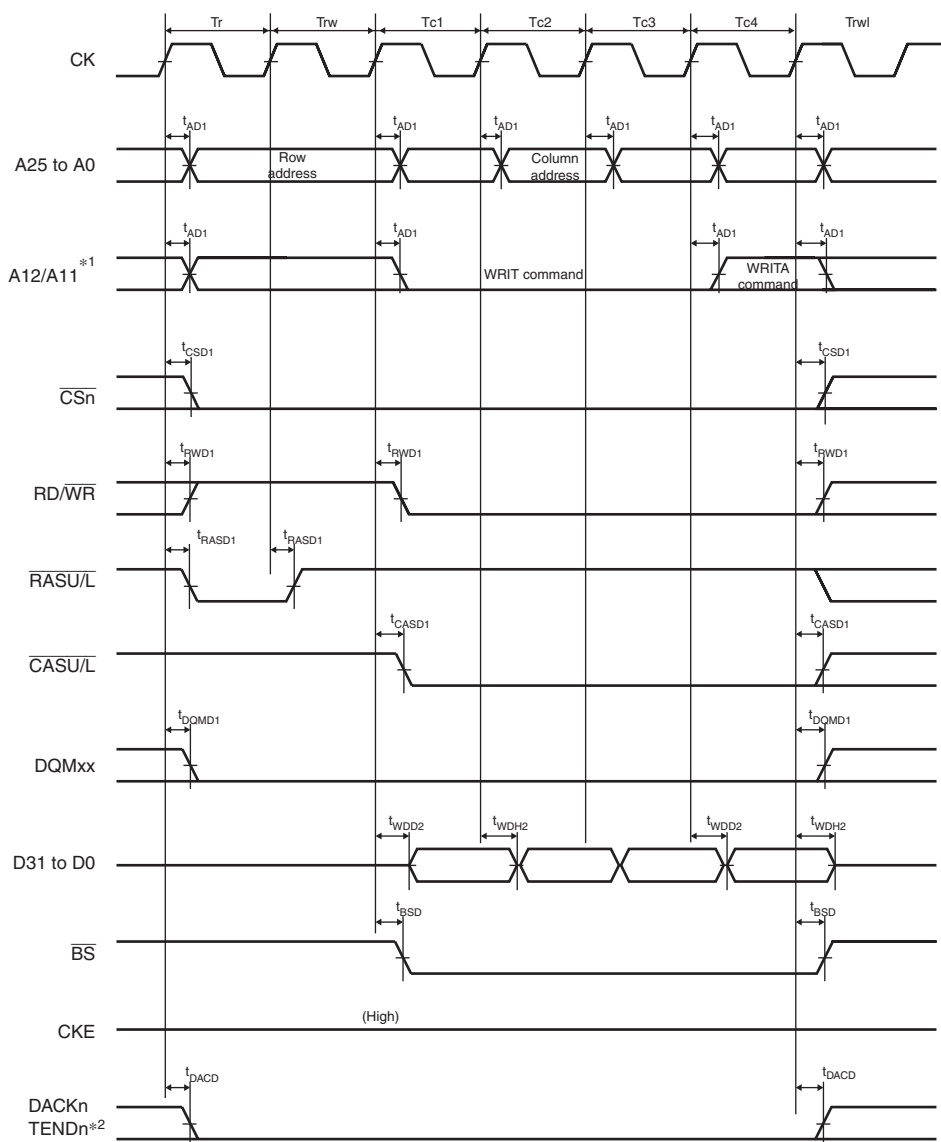 Tr Trw Tc1 Tc2 Tc3 Tc4 Trwl
CK
tAD1 tAD1 tAD1 tAD1 tAD1 tAD1
A25 to A0
Row address
Column address
tAD1 tAD1 tAD1 tAD1
A12/A11*1
WRIT command
WRITA command
tCSD1 tCSD1
CSn
tRWD1 tRWD1 tRWD1
RD/WR
tRASD1 tRASD1
RASU/L
tCASD1 tCASD1
CASU/L
tDQMD1 tDQMD1
DQMxx
tWDD2 tWDH2 tWDD2 tWDH2
D31 to D0
tBSD tBSD
BS
(High)
CKE
tDACD tDACD
DACKn
TENDn*2